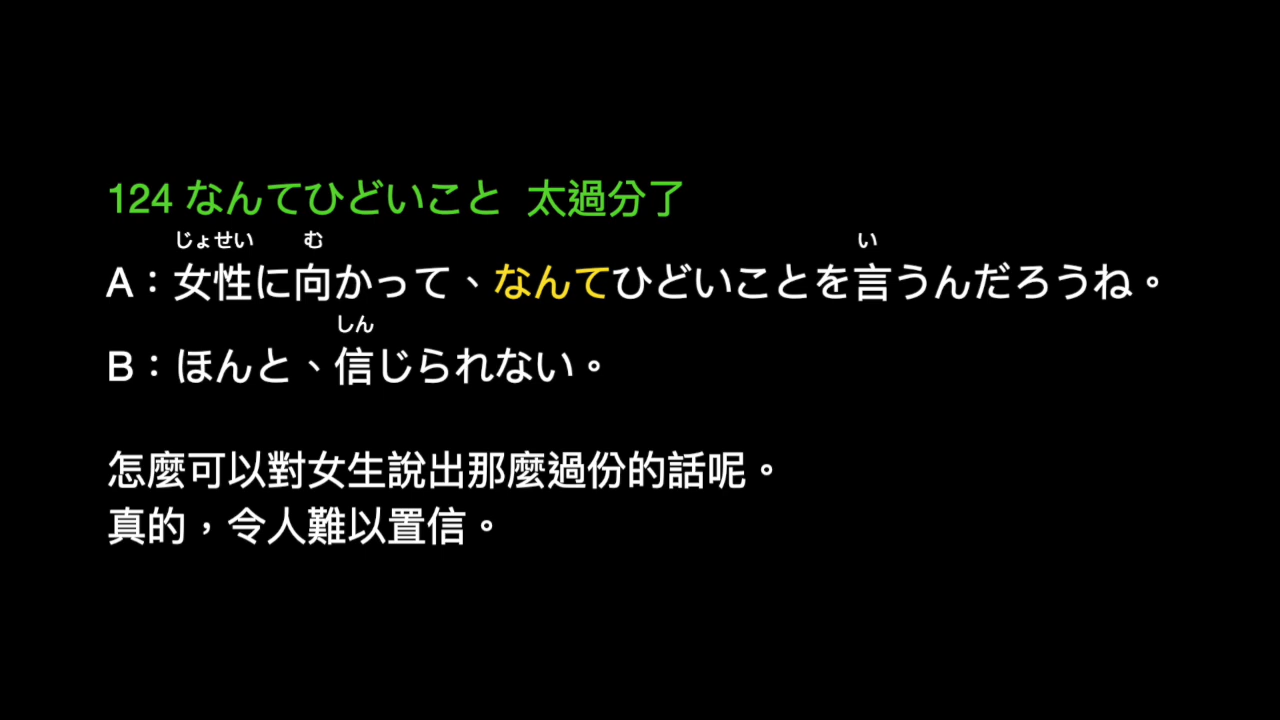 124 なんてひどいこと 太過分了
じょせい む い
A：女性に向かって、なんてひどいことを言うんだろうね。
しん
B：ほんと、信じられない。
怎麼可以對女生說出那麼過份的話呢。
真的，令人難以置信。